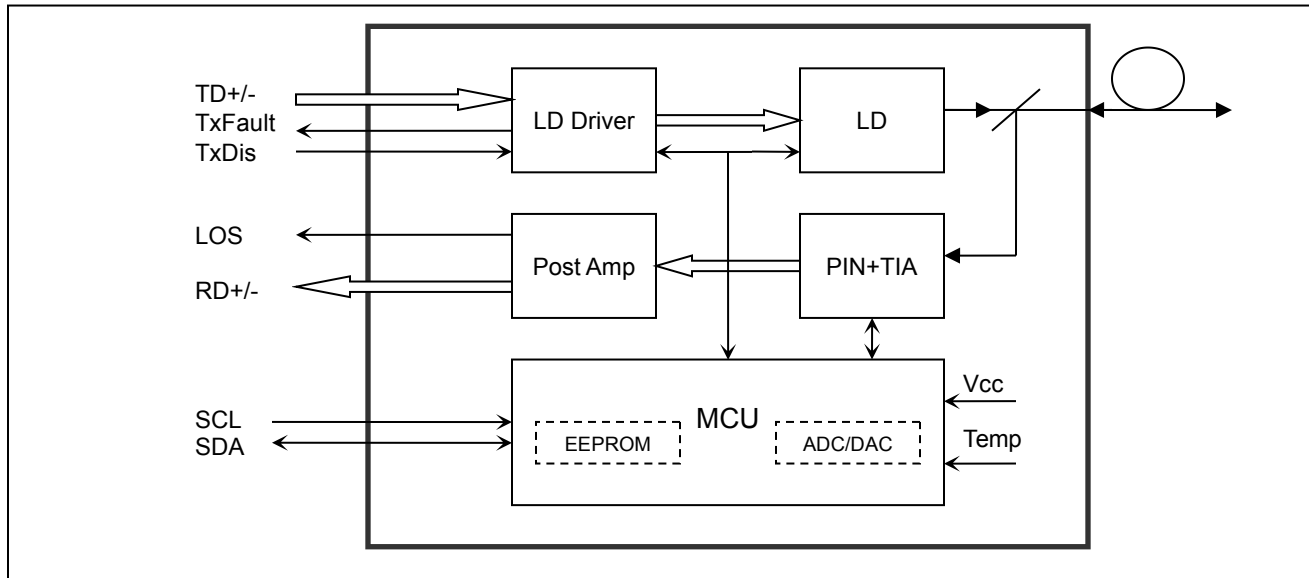 TD+/-
TxFault
TxDis
LD Driver
LD
LOS
RD+/-
Post Amp
PIN+TIA
SCL
SDA
MCU
EEPROM
ADC/DAC
Vcc
Temp